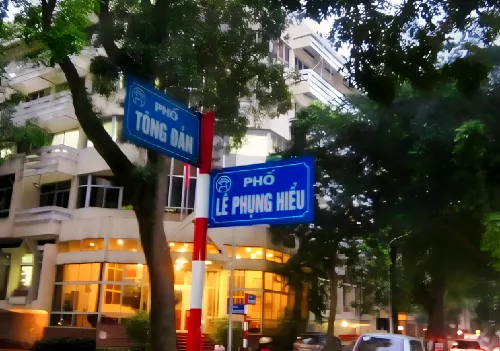 PHỐ
TÔNG ĐẢN
PHỐ
LÊ PHỤNG HIỂU